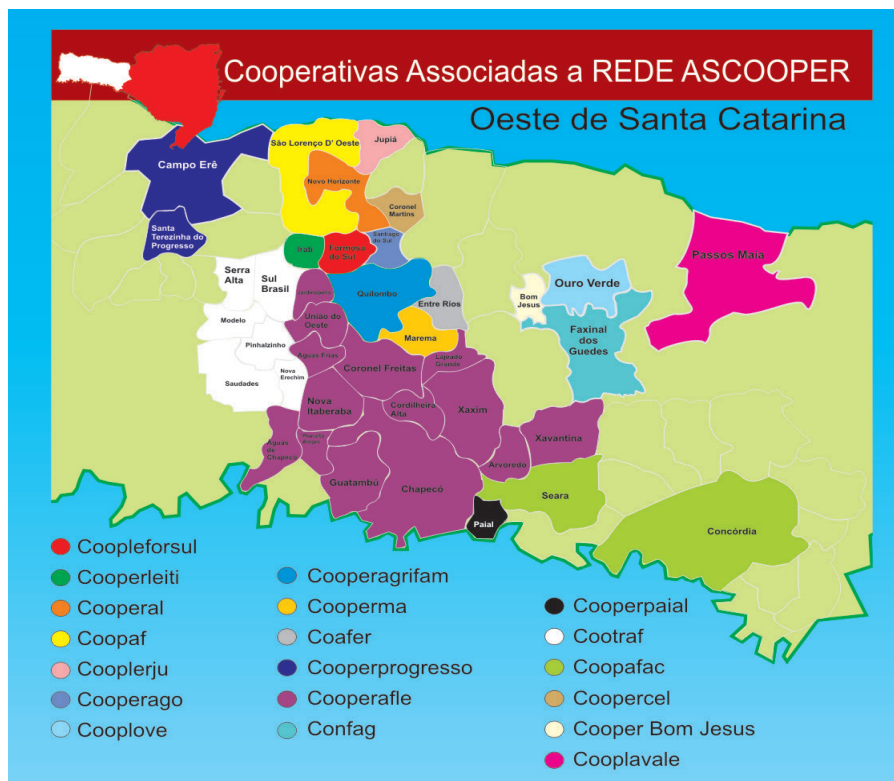 Cooperativas Associadas a REDE ASCOOPER
Oeste de Santa Catarina
São Lorenço D' Oeste
Jupiá
Campo Erê
Novo Horizonte
Coronel
Martins
Santa
Terezinha do
Progresso
Irati
Formosa
do Sul
Santiago
do Sul
Serra
Alta
Sul
Brasil
Quilombo
Entre Rios
Bom
Jesus
Ouro Verde
Passos Maia
Modelo
União do
Oeste
Marema
Faxinal
dos
Guedes
Pinhalzinho
Águas Frias
Coronel Freitas
Lajeado
Grande
Saudades
Nova
Erechim
Nova
Itaberaba
Cordilheira
Alta
Xaxim
Xavantina
Águas
de
Chapecó
Arvoredo
Guatambú
Chapecó
Seara
Paial
Concórdia
Coopleforsul
Cooperleiti
Cooperal
Coopaf
Cooplerju
Cooperago
Cooplove
Cooperagrifam
Cooperma
Coafer
Cooperprogresso
Cooperafle
Confag
Cooperpaial
Cootraf
Coopafac
Coopercel
Cooper Bom Jesus
Cooplavale